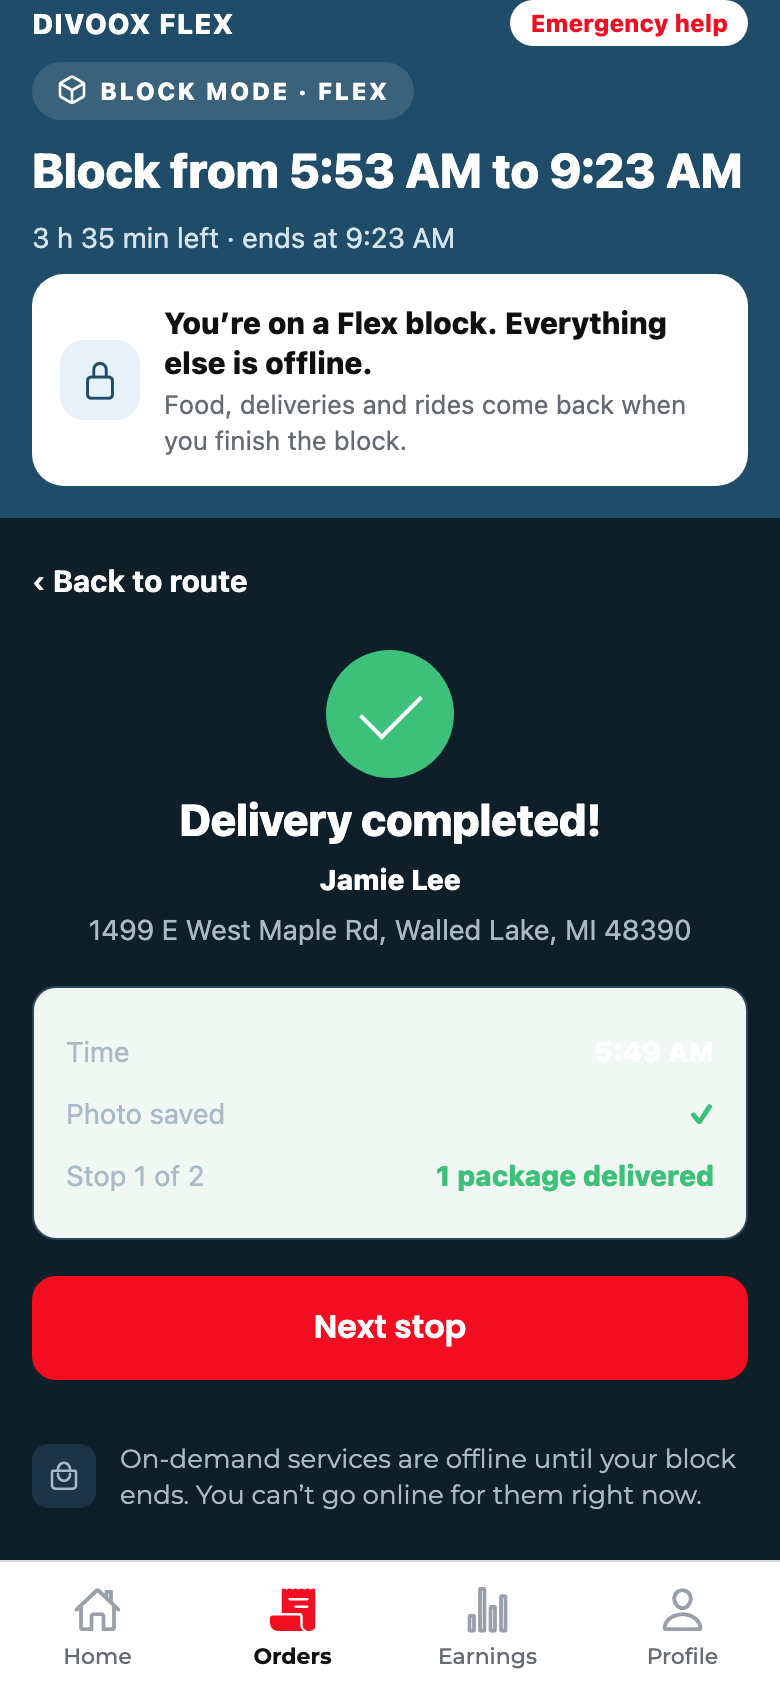 DIVOOX FLEX
Emergency help
BLOCK MODE · FLEX
Block from 5:53 AM to 9:23 AM
3 h 35 min left · ends at 9:23 AM
You’re on a Flex block. Everything
else is offline.
Food, deliveries and rides come back when
you finish the block.
‹ Back to route
Delivery completed!
Jamie Lee
1499 E West Maple Rd, Walled Lake, MI 48390
Time 5:49 AM
Photo saved ✓
Stop 1 of 2 1 package delivered
Next stop
On-demand services are offline until your block
ends. You can’t go online for them right now.
Home Orders Earnings Profile